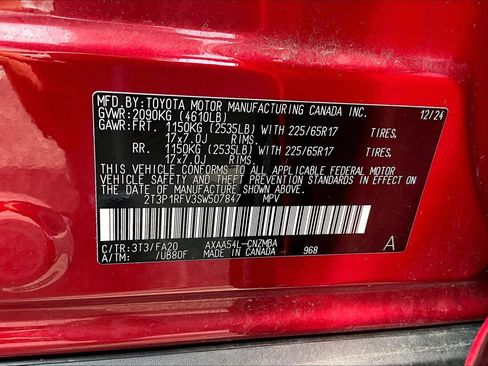 MFD.BY:TOYOTA MOTOR MANUFACTURING CANADA INC.
GVWR:2090KG (4610LB) 12/24
GAWR:FRT. 1150KG (2535LB) WITH 225/65R17 TIRES,
17x7.0J RIMS.
RR. 1150KG (2535LB) WITH 225/65R17 TIRES,
17x7.0J RIMS.
THIS VEHICLE CONFORMS TO ALL APPLICABLE FEDERAL MOTOR
VEHICLE SAFETY AND THEFT PREVENTION STANDARDS IN EFFECT ON
THE DATE OF MANUFACTURE SHOWN ABOVE.
2T3P1RFV3SW507847 MPV
C/TR:3T3/FA20 AXAA54L-CNZMBA A
A/TM: /UB80F MADE IN CANADA 968